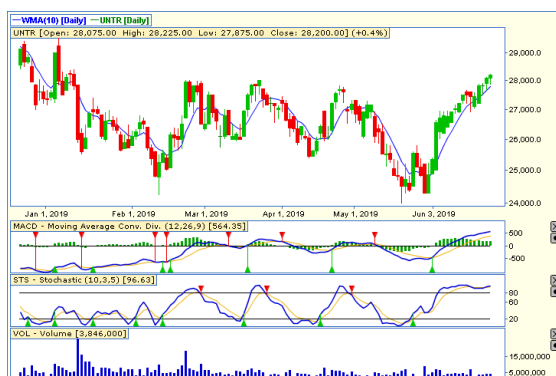 WMA(10) [Daily] UNTR [Daily]
UNTR [Open: 28,075.00 High: 28,225.00 Low: 27,875.00 Close: 28,200.00] (+0.4%)
29,000.0
28,000.0
27,000.0
26,000.0
25,000.0
24,000.0
Jan 1, 2019 Feb 1, 2019 Mar 1, 2019 Apr 1, 2019 May 1, 2019 Jun 3, 2019
MACD - Moving Average Conv. Div. (12,26,9) [564.35]
500
0
-500
STS - Stochastic (10,3,5) [96.63]
80
60
20
VOL - Volume [3,846,000]
15,000,000
5,000,000